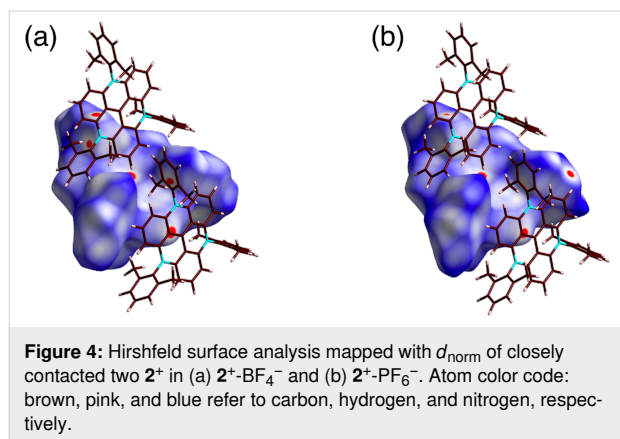 (a) (b)
Figure 4: Hirshfeld surface analysis mapped with dnorm of closely
contacted two 2⁺ in (a) 2⁺-BF₄⁻ and (b) 2⁺-PF₆⁻. Atom color code:
brown, pink, and blue refer to carbon, hydrogen, and nitrogen, respec-
tively.